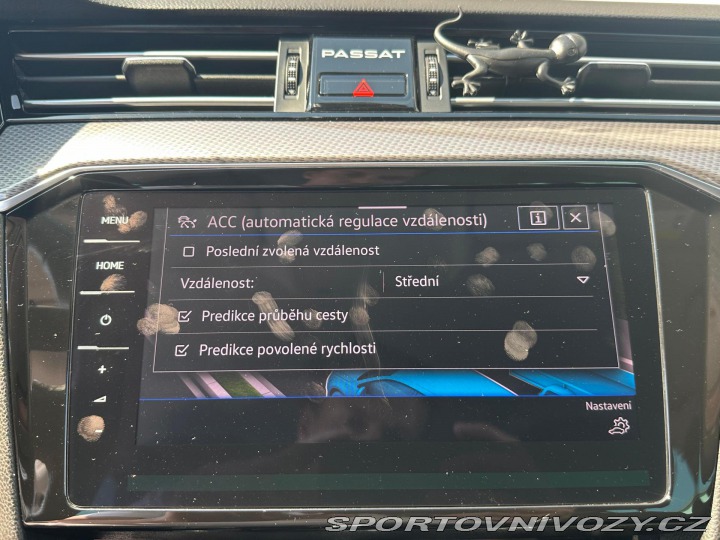 PASSAT
MENU
HOME
ACC (automatická regulace vzdálenosti)
Poslední zvolená vzdálenost
Vzdálenost: Střední
Predikce průběhu cesty
Predikce povolené rychlosti
Nastavení
SPORTOVNÍVOZY.CZ